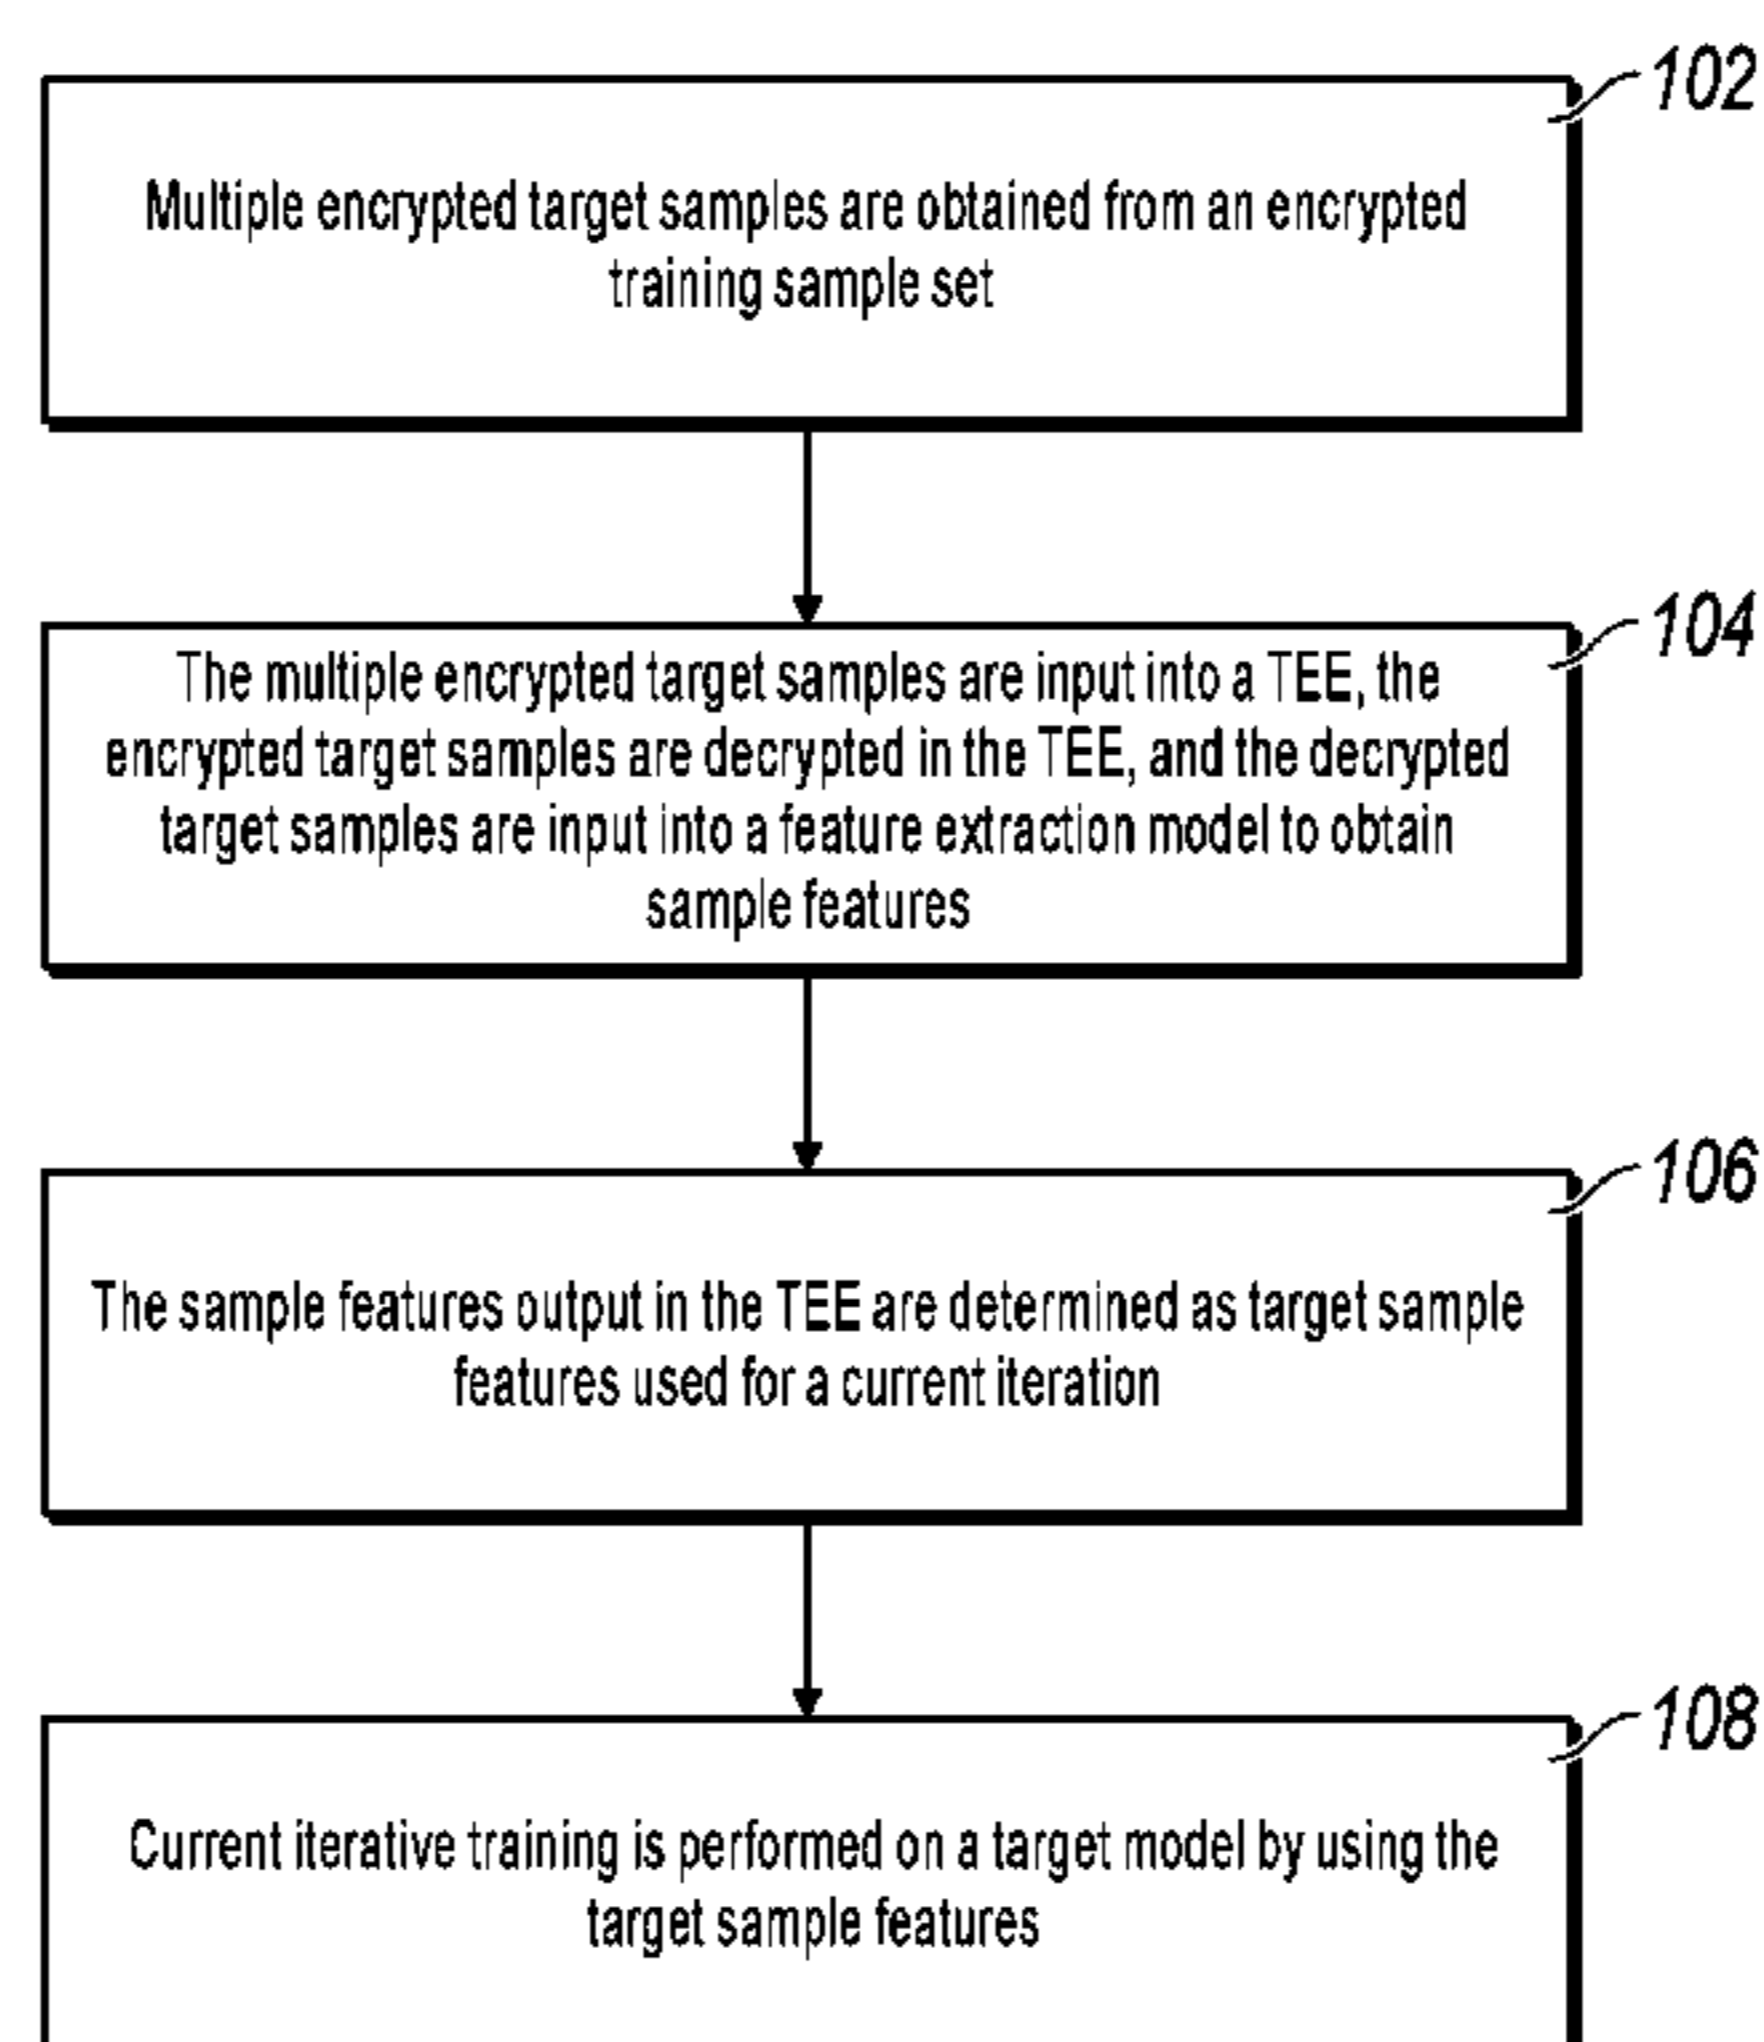 102
Multiple encrypted target samples are obtained from an encrypted
training sample set
104
The multiple encrypted target samples are input into a TEE, the
encrypted target samples are decrypted in the TEE, and the decrypted
target samples are input into a feature extraction model to obtain
sample features
106
The sample features output in the TEE are determined as target sample
features used for a current iteration
108
Current iterative training is performed on a target model by using the
target sample features